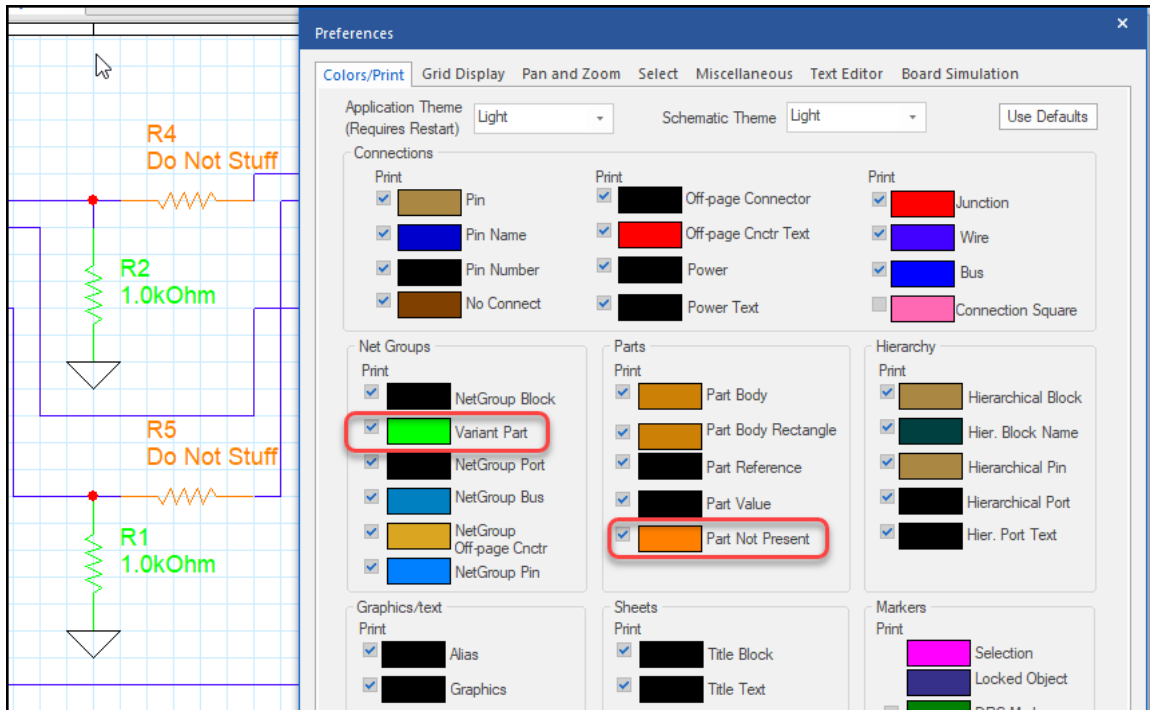 R4
Do Not Stuff
R2
1.0kOhm
R5
Do Not Stuff
R1
1.0kOhm
Preferences
Colors/Print Grid Display Pan and Zoom Select Miscellaneous Text Editor Board Simulation
Application Theme
(Requires Restart)
Light
Schematic Theme
Light
Use Defaults
Connections
Print
Pin
Pin Name
Pin Number
No Connect
Print
Off-page Connector
Off-page Cnctr Text
Power
Power Text
Print
Junction
Wire
Bus
Connection Square
Net Groups
Print
NetGroup Block
Variant Part
NetGroup Port
NetGroup Bus
NetGroup
Off-page Cnctr
NetGroup Pin
Parts
Print
Part Body
Part Body Rectangle
Part Reference
Part Value
Part Not Present
Hierarchy
Print
Hierarchical Block
Hier. Block Name
Hierarchical Pin
Hierarchical Port
Hier. Port Text
Graphics/text
Print
Alias
Graphics
Sheets
Print
Title Block
Title Text
Markers
Print
Selection
Locked Object